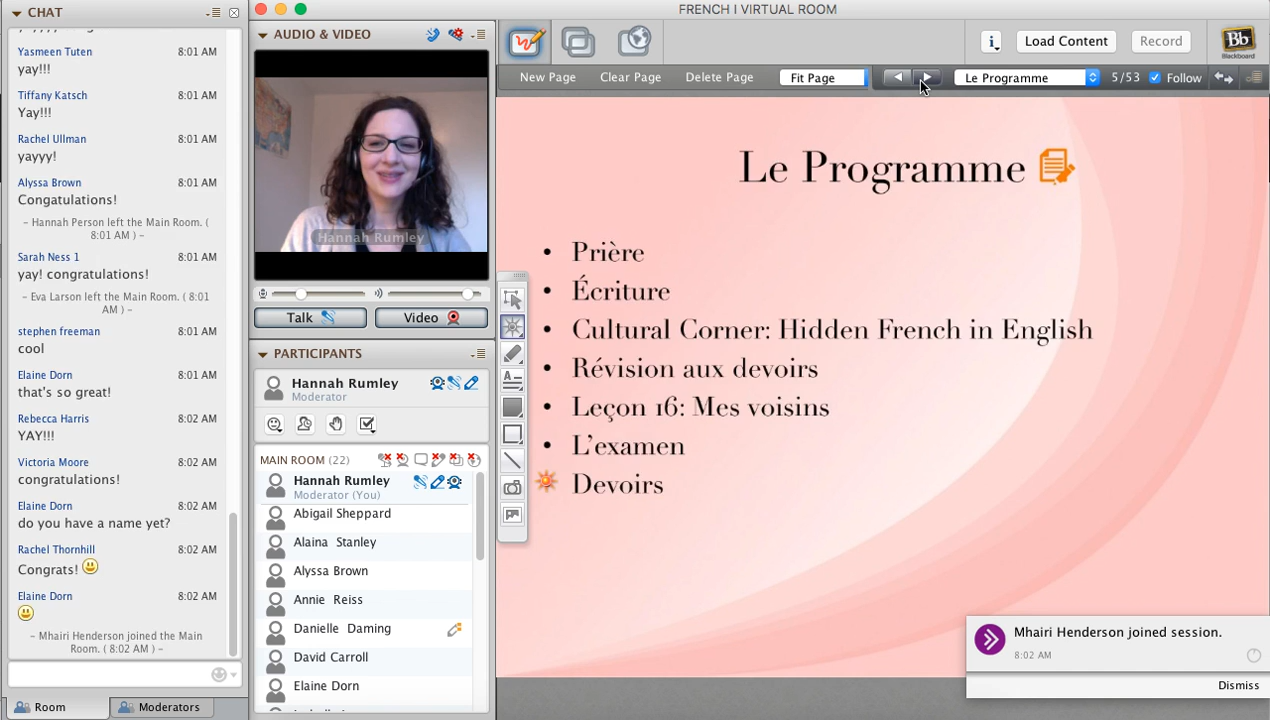 FRENCH I VIRTUAL ROOM
CHAT
Yasmeen Tuten 8:01 AM
yay!!!
Tiffany Katsch 8:01 AM
Yay!!!
Rachel Ullman 8:01 AM
yayyy!
Alyssa Brown 8:01 AM
Congatulations!
– Hannah Person left the Main Room. (
8:01 AM ) –
Sarah Ness 1 8:01 AM
yay! congratulations!
– Eva Larson left the Main Room. ( 8:01
AM ) –
stephen freeman 8:01 AM
cool
Elaine Dorn 8:01 AM
that's so great!
Rebecca Harris 8:02 AM
YAY!!!
Victoria Moore 8:02 AM
congratulations!
Elaine Dorn 8:02 AM
do you have a name yet?
Rachel Thornhill 8:02 AM
Congrats!
Elaine Dorn 8:02 AM
– Mhairi Henderson joined the Main
Room. ( 8:02 AM ) –
Room
Moderators
AUDIO & VIDEO
Hannah Rumley
Talk
Video
PARTICIPANTS
Hannah Rumley
Moderator
MAIN ROOM (22)
Hannah Rumley
Moderator (You)
Abigail Sheppard
Alaina Stanley
Alyssa Brown
Annie Reiss
Danielle Daming
David Carroll
Elaine Dorn
i
Load Content
Record
Bb
Blackboard
New Page
Clear Page
Delete Page
Fit Page
Le Programme
5/53
Follow
Le Programme
• Prière
• Écriture
• Cultural Corner: Hidden French in English
• Révision aux devoirs
• Leçon 16: Mes voisins
• L'examen
Devoirs
Mhairi Henderson joined session.
8:02 AM
Dismiss